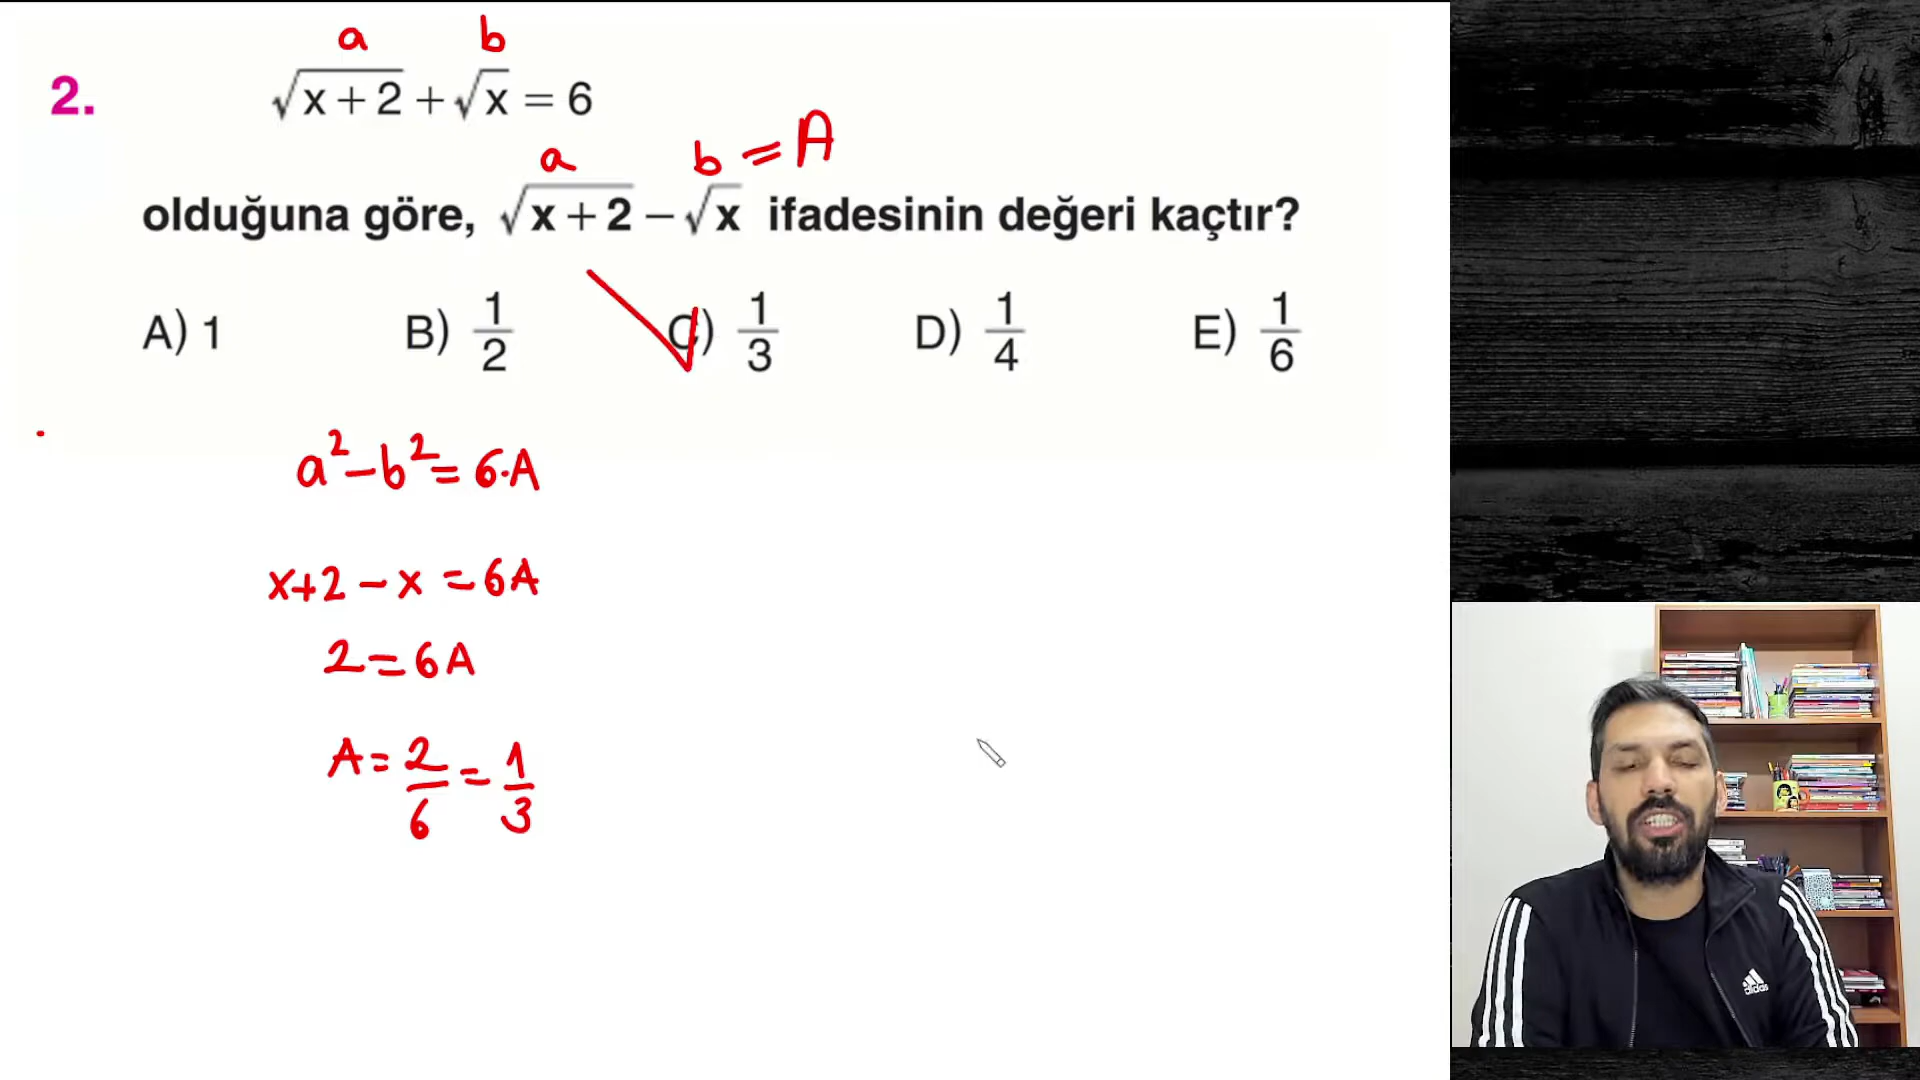 a b
2. √x+2 + √x = 6
a b = A
olduğuna göre, √x+2 − √x ifadesinin değeri kaçtır?
A) 1 B) 1/2 C) 1/3 D) 1/4 E) 1/6
a² − b² = 6·A
x+2 − x = 6A
2 = 6A
A = 2/6 = 1/3
adidas